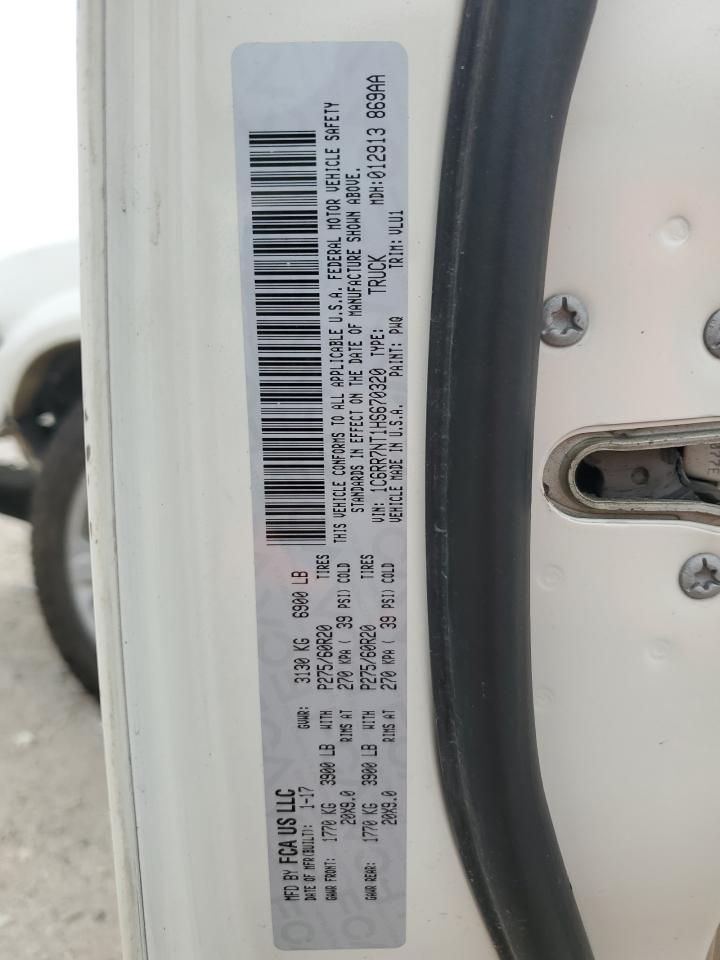 MFD BY FCA US LLC
DATE OF MFR(BUILT): 1-17 GVWR: 3130 KG 6900 LB
GAWR FRONT: 1770 KG 3900 LB WITH P275/60R20 TIRES
20X9.0 RIMS AT 270 KPA ( 39 PSI) COLD
GAWR REAR: 1770 KG 3900 LB WITH P275/60R20 TIRES
20X9.0 RIMS AT 270 KPA ( 39 PSI) COLD
THIS VEHICLE CONFORMS TO ALL APPLICABLE U.S.A. FEDERAL MOTOR VEHICLE SAFETY
STANDARDS IN EFFECT ON THE DATE OF MANUFACTURE SHOWN ABOVE.
VIN: 1C6RR7NT1HS670320 TYPE: TRUCK MDH:012913 869AA
VEHICLE MADE IN U.S.A. PAINT: PWQ TRIM: VLU1